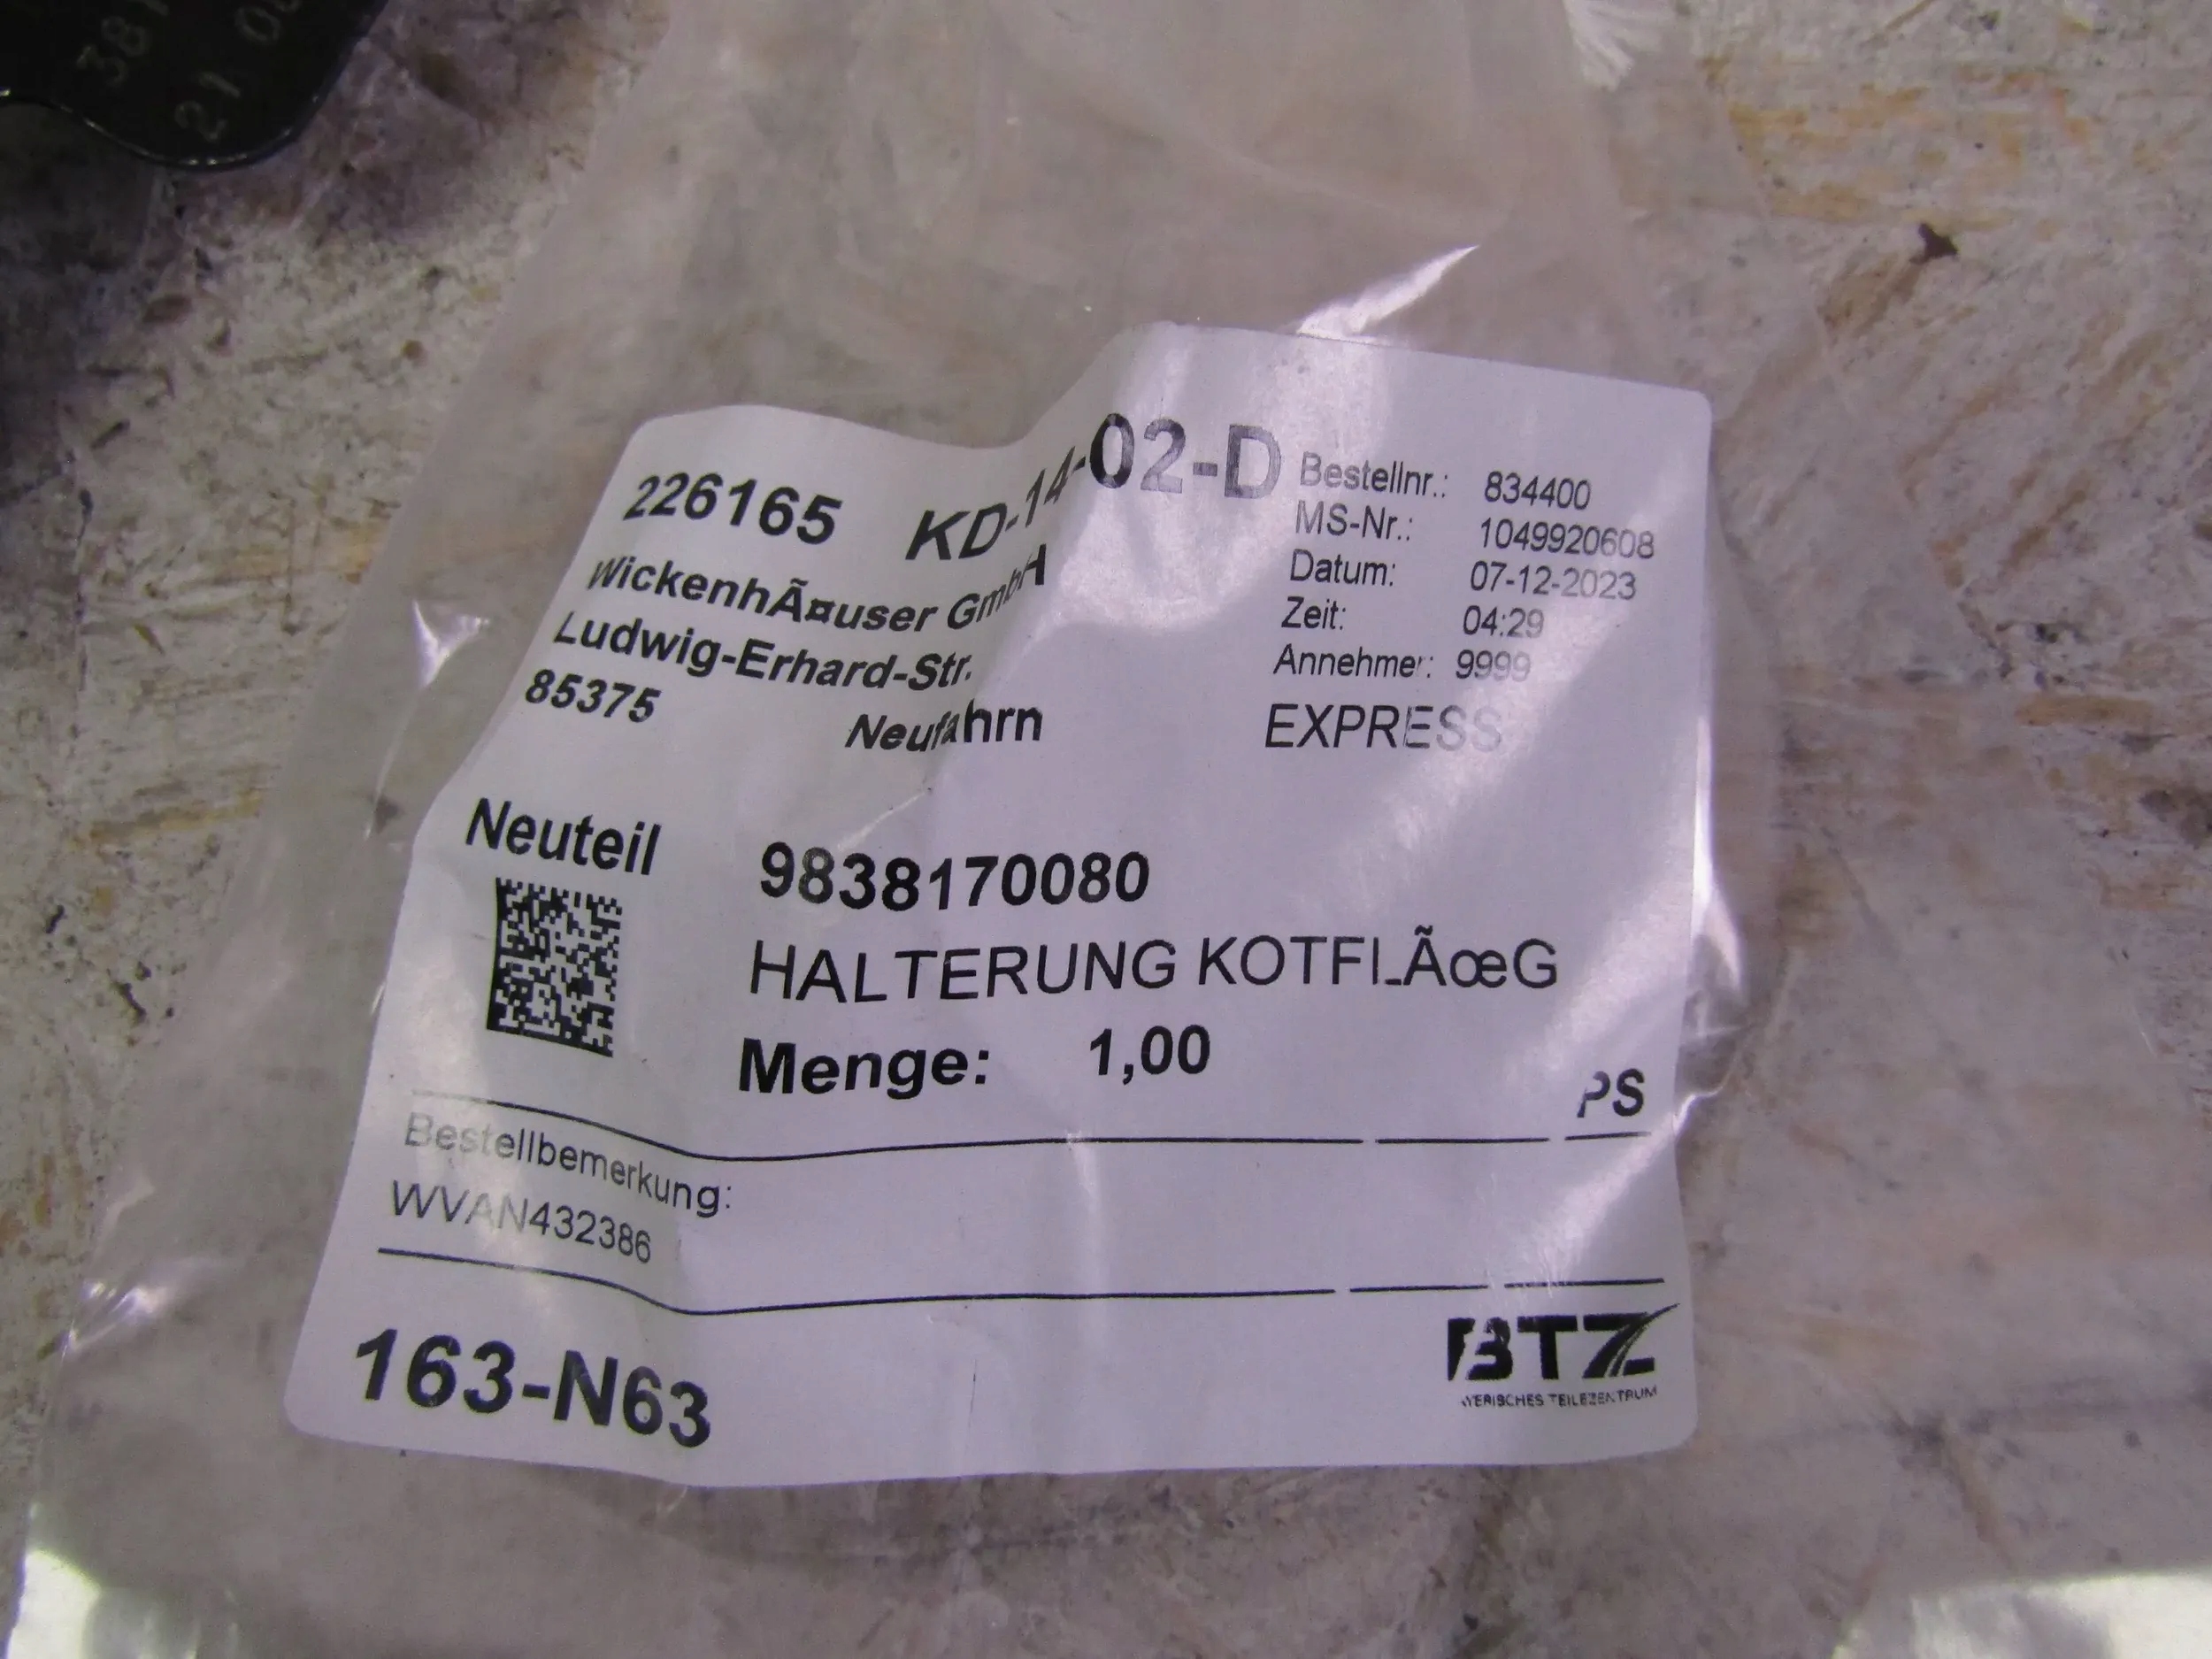 226165 KD-14-02-D
WickenhÃ¤user GmbH
Ludwig-Erhard-Str.
85375 Neufahrn
Bestellnr.: 834400
MS-Nr.: 1049920608
Datum: 07-12-2023
Zeit: 04:29
Annehmer: 9999
EXPRESS
Neuteil
9838170080
HALTERUNG KOTFLÃœG
Menge: 1,00
PS
Bestellbemerkung:
WVAN432386
163-N63
BTZ
YERISCHES TEILEZENTRUM